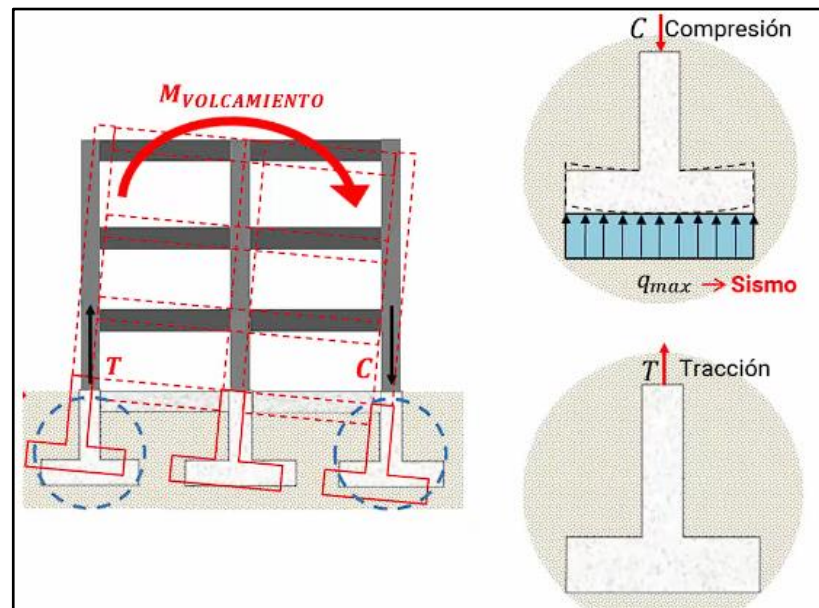 M_VOLCAMIENTO
T
C
C Compresión
q_max → Sismo
T Tracción